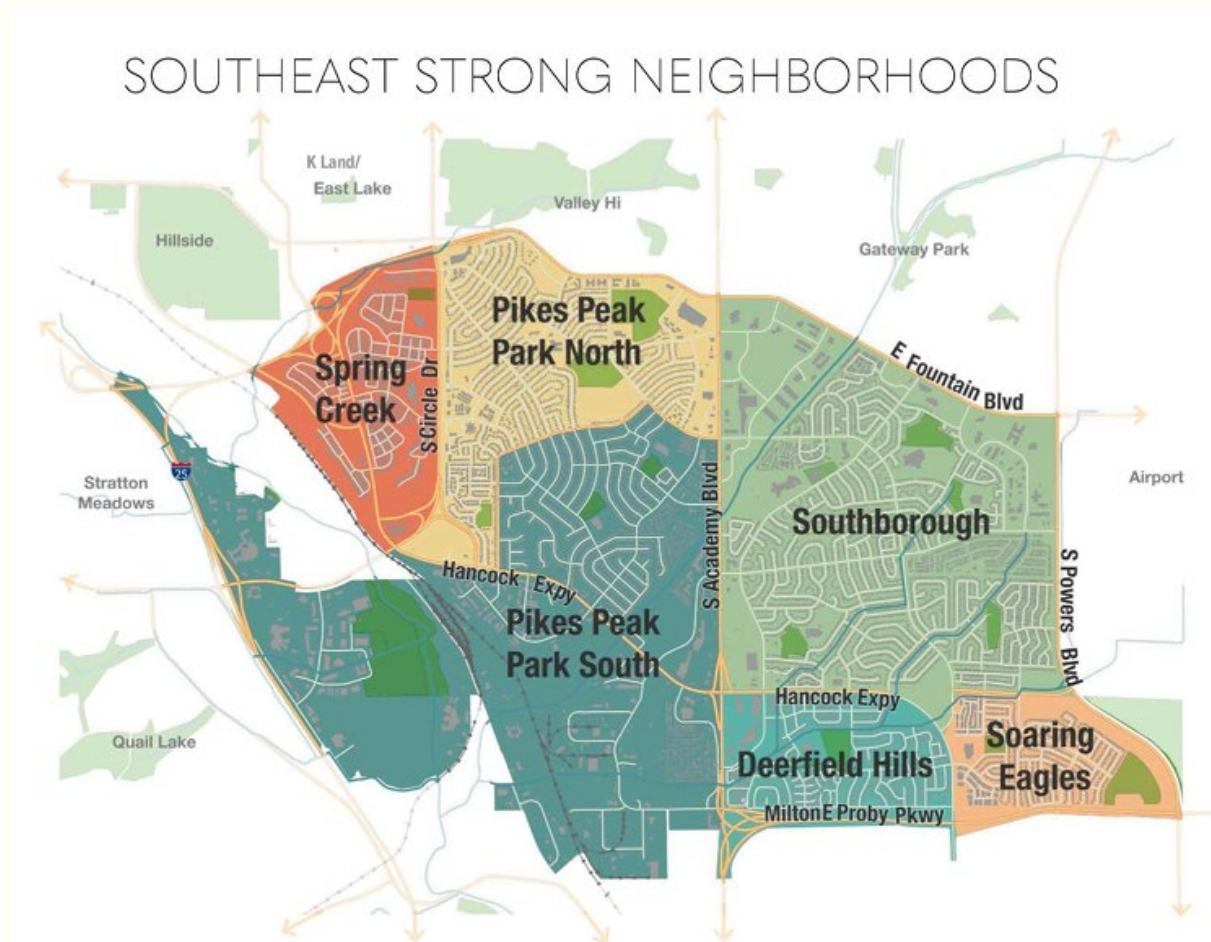 SOUTHEAST STRONG NEIGHBORHOODS
K Land/
East Lake
Valley Hi
Hillside
Gateway Park
Pikes Peak
Park North
Spring
Creek
S Circle Dr
E Fountain Blvd
25
Stratton
Meadows
S Academy Blvd
Airport
Southborough
Hancock Expy
S Powers Blvd
Pikes Peak
Park South
Hancock Expy
Quail Lake
Soaring
Eagles
Deerfield Hills
Milton E Proby Pkwy